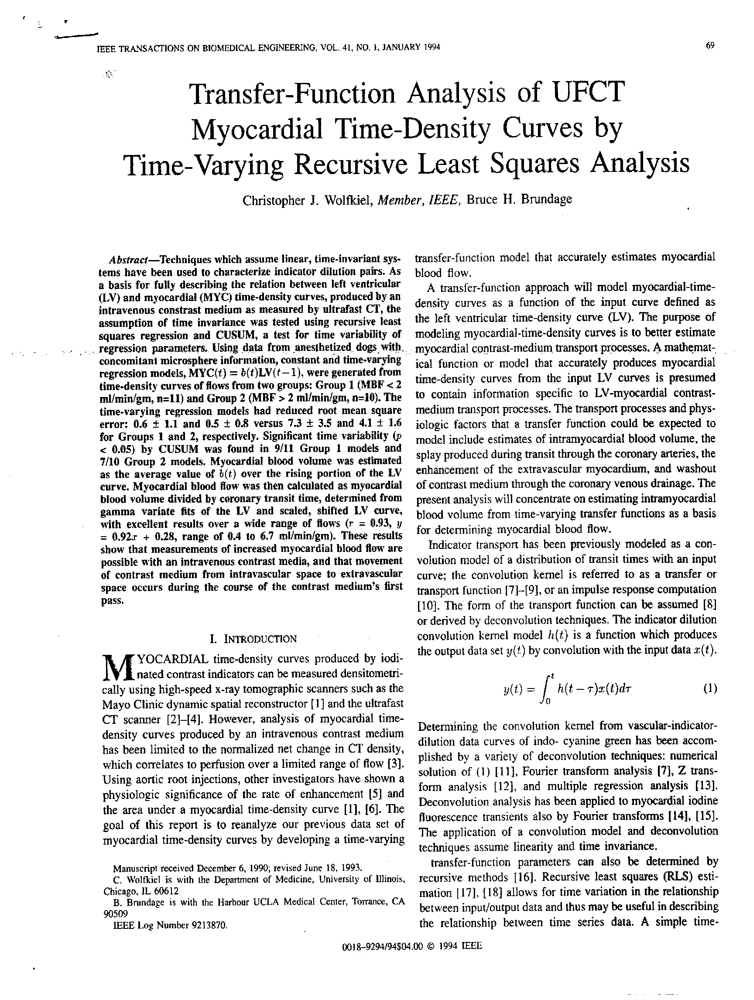 IEEE TRANSACTIONS ON BIOMEDICAL ENGINEERING, VOL. 41, NO. 1, JANUARY 1994
69
Transfer-Function Analysis of UFCT
Myocardial Time-Density Curves by
Time-Varying Recursive Least Squares Analysis
Christopher J. Wolfkiel, Member, IEEE, Bruce H. Brundage
Abstract—Techniques which assume linear, time-invariant sys-
tems have been used to characterize indicator dilution pairs. As
a basis for fully describing the relation between left ventricular
(LV) and myocardial (MYC) time-density curves, produced by an
intravenous constrast medium as measured by ultrafast CT, the
assumption of time invariance was tested using recursive least
squares regression and CUSUM, a test for time variability of
regression parameters. Using data from anesthetized dogs with
concomitant microsphere information, constant and time-varying
regression models, MYC(t) = b(t)LV(t−1), were generated from
time-density curves of flows from two groups: Group 1 (MBF < 2
ml/min/gm, n=11) and Group 2 (MBF > 2 ml/min/gm, n=10). The
time-varying regression models had reduced root mean square
error: 0.6 ± 1.1 and 0.5 ± 0.8 versus 7.3 ± 3.5 and 4.1 ± 1.6
for Groups 1 and 2, respectively. Significant time variability (p
< 0.05) by CUSUM was found in 9/11 Group 1 models and
7/10 Group 2 models. Myocardial blood volume was estimated
as the average value of b(t) over the rising portion of the LV
curve. Myocardial blood flow was then calculated as myocardial
blood volume divided by coronary transit time, determined from
gamma variate fits of the LV and scaled, shifted LV curve,
with excellent results over a wide range of flows (r = 0.93, y
= 0.92x + 0.28, range of 0.4 to 6.7 ml/min/gm). These results
show that measurements of increased myocardial blood flow are
possible with an intravenous contrast media, and that movement
of contrast medium from intravascular space to extravascular
space occurs during the course of the contrast medium's first
pass.
I. INTRODUCTION
MYOCARDIAL time-density curves produced by iodi-
nated contrast indicators can be measured densitometri-
cally using high-speed x-ray tomographic scanners such as the
Mayo Clinic dynamic spatial reconstructor [1] and the ultrafast
CT scanner [2]–[4]. However, analysis of myocardial time-
density curves produced by an intravenous contrast medium
has been limited to the normalized net change in CT density,
which correlates to perfusion over a limited range of flow [3].
Using aortic root injections, other investigators have shown a
physiologic significance of the rate of enhancement [5] and
the area under a myocardial time-density curve [1], [6]. The
goal of this report is to reanalyze our previous data set of
myocardial time-density curves by developing a time-varying
Manuscript received December 6, 1990; revised June 18, 1993.
C. Wolfkiel is with the Department of Medicine, University of Illinois,
Chicago, IL 60612
B. Brundage is with the Harbour UCLA Medical Center, Torrance, CA
90509
IEEE Log Number 9213870.
transfer-function model that accurately estimates myocardial
blood flow.
A transfer-function approach will model myocardial-time-
density curves as a function of the input curve defined as
the left ventricular time-density curve (LV). The purpose of
modeling myocardial-time-density curves is to better estimate
myocardial contrast-medium transport processes. A mathemat-
ical function or model that accurately produces myocardial
time-density curves from the input LV curves is presumed
to contain information specific to LV-myocardial contrast-
medium transport processes. The transport processes and phys-
iologic factors that a transfer function could be expected to
model include estimates of intramyocardial blood volume, the
splay produced during transit through the coronary arteries, the
enhancement of the extravascular myocardium, and washout
of contrast medium through the coronary venous drainage. The
present analysis will concentrate on estimating intramyocardial
blood volume from time-varying transfer functions as a basis
for determining myocardial blood flow.
Indicator transport has been previously modeled as a con-
volution model of a distribution of transit times with an input
curve; the convolution kernel is referred to as a transfer or
transport function [7]–[9], or an impulse response computation
[10]. The form of the transport function can be assumed [8]
or derived by deconvolution techniques. The indicator dilution
convolution kernel model h(t) is a function which produces
the output data set y(t) by convolution with the input data x(t).
y(t) = ∫₀ᵗ h(t − τ)x(t)dτ (1)
Determining the convolution kernel from vascular-indicator-
dilution data curves of indo- cyanine green has been accom-
plished by a variety of deconvolution techniques: numerical
solution of (1) [11], Fourier transform analysis [7], Z trans-
form analysis [12], and multiple regression analysis [13].
Deconvolution analysis has been applied to myocardial iodine
fluorescence transients also by Fourier transforms [14], [15].
The application of a convolution model and deconvolution
techniques assume linearity and time invariance.
transfer-function parameters can also be determined by
recursive methods [16]. Recursive least squares (RLS) esti-
mation [17], [18] allows for time variation in the relationship
between input/output data and thus may be useful in describing
the relationship between time series data. A simple time-
0018–9294/94$04.00 © 1994 IEEE